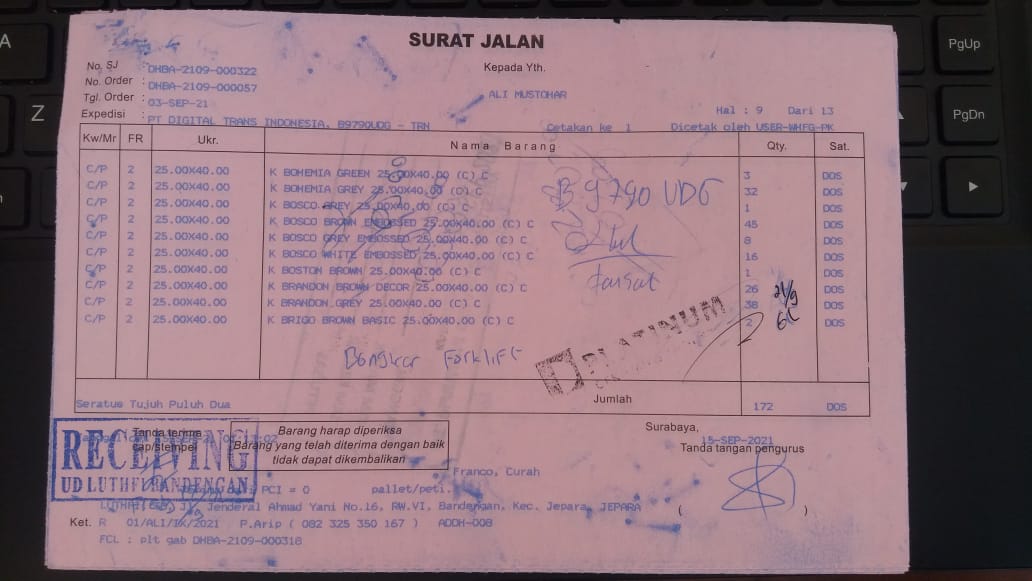 SURAT JALAN
No. SJ : DHBA-2109-000322
Kepada Yth.
No. Order : DHBA-2109-000057
ALI MUSTOHAR
Tgl. Order : 03-SEP-21
Hal : 9 Dari 13
Expedisi : PT DIGITAL TRANS INDONESIA, B9790UDG - TRN
Cetakan ke 1 Dicetak oleh USER-WHFG-PK
Kw/Mr FR Ukr. Nama Barang Qty. Sat.
C/P 2 25.00X40.00 K BOHEMIA GREEN 25.00X40.00 (C) C 3 DOS
C/P 2 25.00X40.00 K BOHEMIA GREY 25.00X40.00 (C) C 32 DOS
C/P 2 25.00X40.00 K BOSCO GREY 25.00X40.00 (C) C 1 DOS
C/P 2 25.00X40.00 K BOSCO BROWN EMBOSSED 25.00X40.00 (C) C 45 DOS
C/P 2 25.00X40.00 K BOSCO GREY EMBOSSED 25.00X40.00 (C) C 8 DOS
C/P 2 25.00X40.00 K BOSCO WHITE EMBOSSED 25.00X40.00 (C) C 16 DOS
C/P 2 25.00X40.00 K BOSTON BROWN 25.00X40.00 (C) C 1 DOS
C/P 2 25.00X40.00 K BRANDON BROWN DECOR 25.00X40.00 (C) C 26 DOS
C/P 2 25.00X40.00 K BRANDON GREY 25.00X40.00 (C) C 38 DOS
C/P 2 25.00X40.00 K BRIGO BROWN BASIC 25.00X40.00 (C) C 2 DOS
B 9790 UDG
Bongkar Forklift
PLATINUM
Jumlah
Seratus Tujuh Puluh Dua 172 DOS
Tanda terima
cap/stempel
RECEIVING
UD LUTHFI BANDENGAN
Barang harap diperiksa
Barang yang telah diterima dengan baik
tidak dapat dikembalikan
Surabaya,
15-SEP-2021
Tanda tangan pengurus
Franco, Curah
PCI = 0 pallet/peti.
Jenderal Ahmad Yani No.16, RW.VI, Bandengan, Kec. Jepara, JEPARA
( )
Ket. R 01/ALI/IX/2021 P.Arip ( 082 325 350 167 ) ADDH-008
FCL : plt gab DHBA-2109-000318